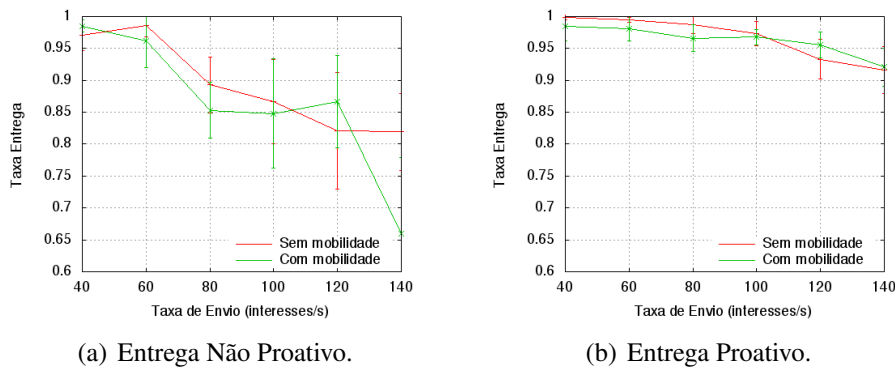 1
0.95
0.9
0.85
0.8
0.75
0.7
0.65
0.6
Taxa Entrega
Sem mobilidade
Com mobilidade
40 60 80 100 120 140
Taxa de Envio (interesses/s)
(a) Entrega Não Proativo.
1
0.95
0.9
0.85
0.8
0.75
0.7
0.65
0.6
Taxa Entrega
Sem mobilidade
Com mobilidade
40 60 80 100 120 140
Taxa de Envio (interesses/s)
(b) Entrega Proativo.